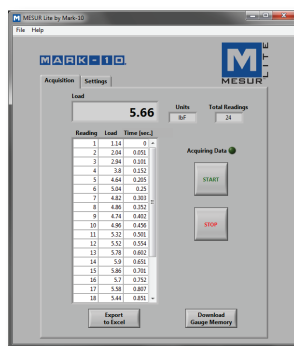 MESUR Lite by Mark-10
File Help
MARK-10
M
MESUR
LITE
Acquisition Settings
Load
5.66
Units
lbF
Total Readings
24
Reading Load Time [sec.]
1 1.14 0
2 2.04 0.051
3 2.94 0.101
4 3.8 0.152
5 4.64 0.205
6 5.04 0.25
7 4.82 0.303
8 4.86 0.352
9 4.74 0.402
10 4.96 0.456
11 5.32 0.501
12 5.52 0.554
13 5.78 0.602
14 5.9 0.651
15 5.86 0.701
16 5.7 0.752
17 5.58 0.807
18 5.44 0.851
Acquiring Data
START
STOP
Export
to Excel
Download
Gauge Memory